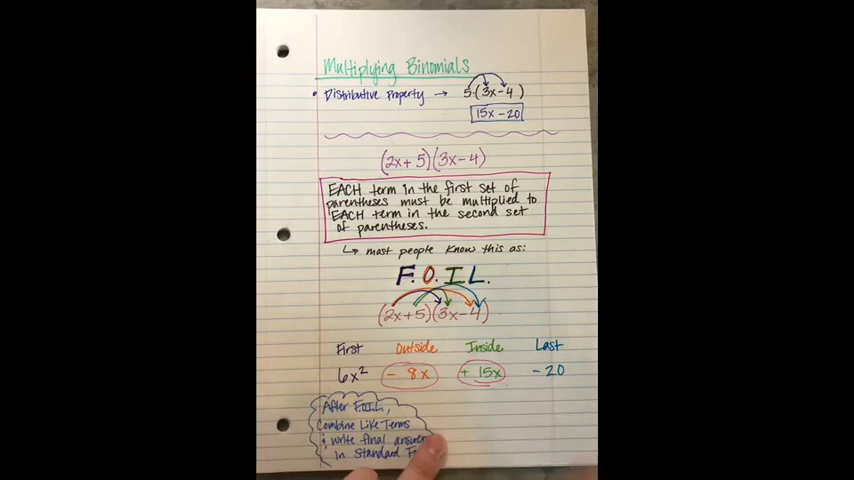 Multiplying Binomials
• Distributive Property → 5·(3x-4)
15x - 20
(2x+5)(3x-4)
EACH term in the first set of
parentheses must be multiplied to
EACH term in the second set
of parentheses.
↳ most people know this as:
F.O.I.L.
(2x+5)(3x-4)
First Outside Inside Last
6x² - 8x + 15x - 20
After F.O.I.L.,
Combine Like Terms
& write final answer
in Standard